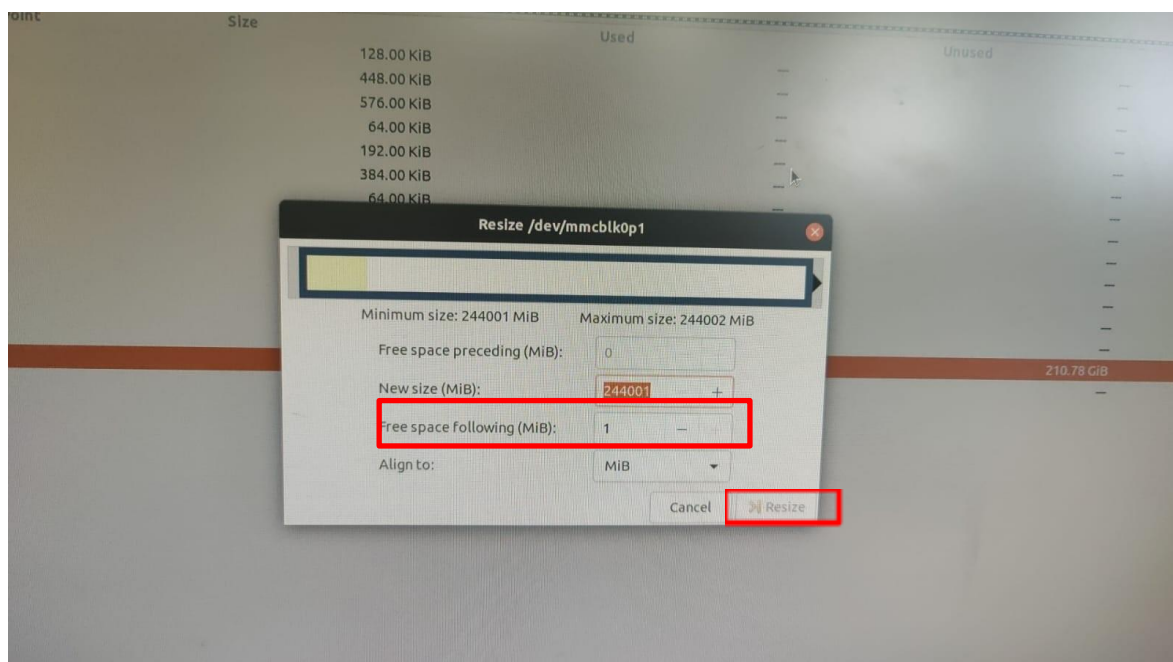 oint
Size
Used
Unused
128.00 KiB
448.00 KiB
576.00 KiB
64.00 KiB
192.00 KiB
384.00 KiB
64.00 KiB
Resize /dev/mmcblk0p1
Minimum size: 244001 MiB Maximum size: 244002 MiB
Free space preceding (MiB): 0 - +
210.78 GiB
New size (MiB): 244001 - +
Free space following (MiB): 1 - +
Align to: MiB
Cancel Resize